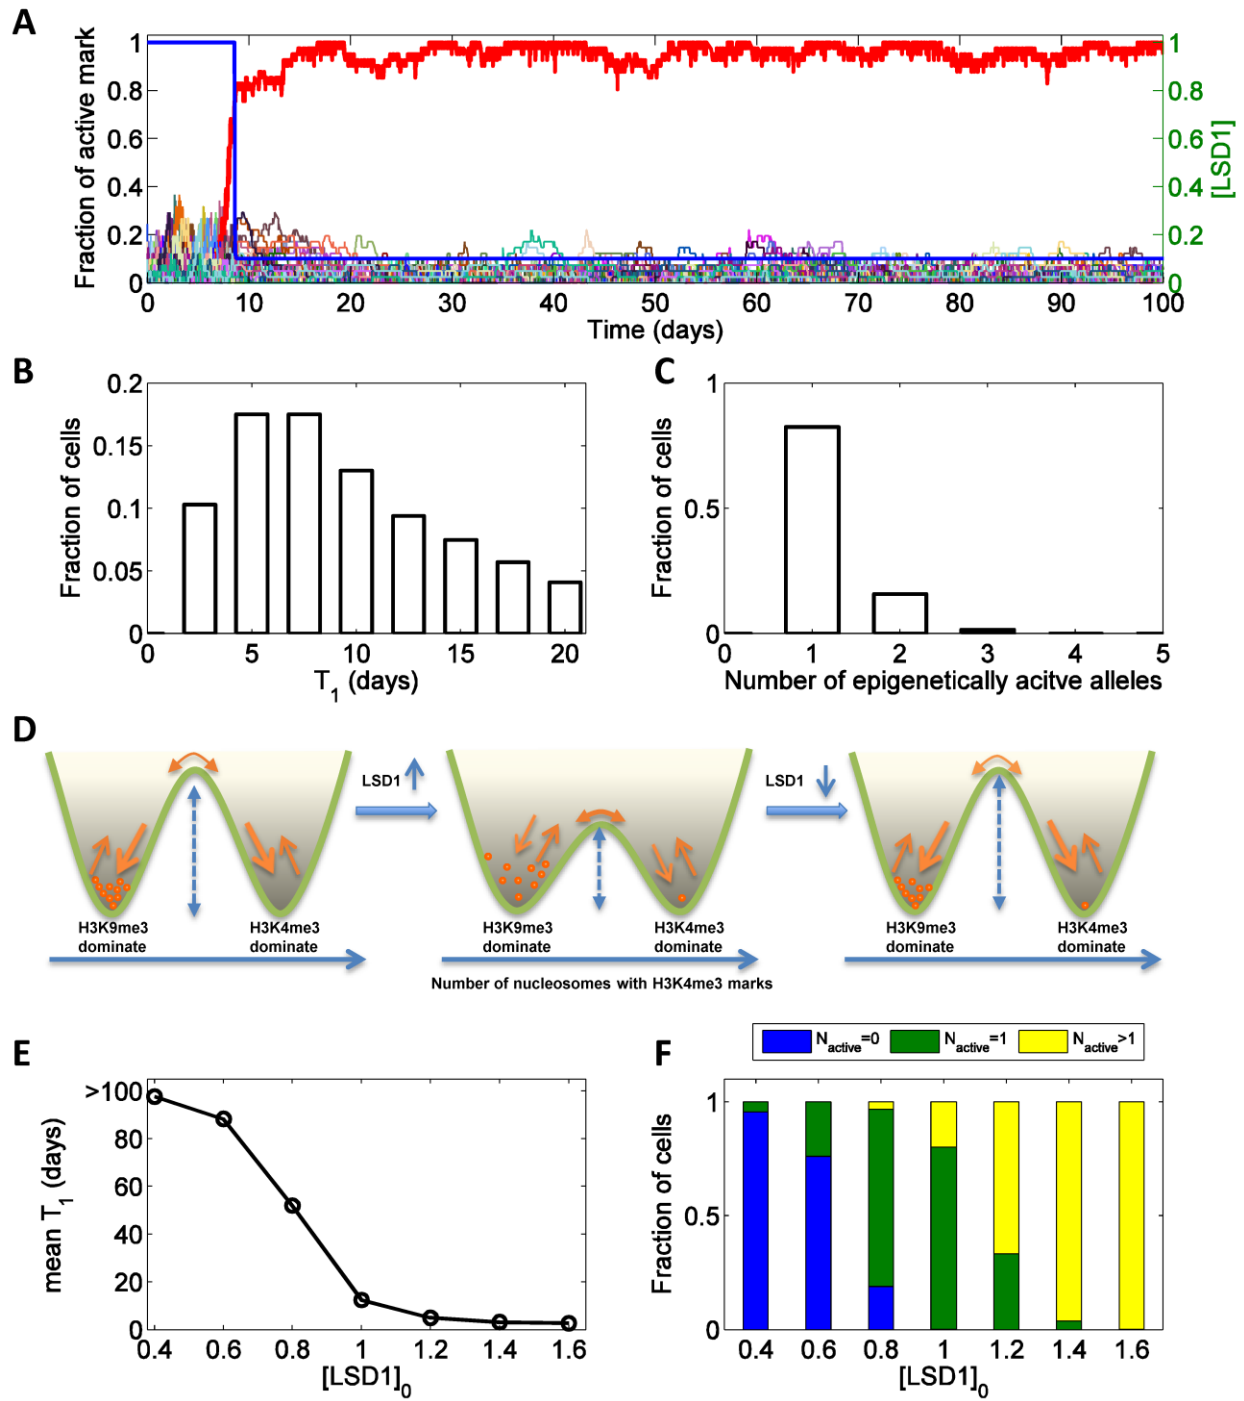 A
Fraction of active mark
1
0.8
0.6
0.4
0.2
0
1
0.8
0.6
0.4
0.2
0
[LSD1]
0 10 20 30 40 50 60 70 80 90 100
Time (days)
B
Fraction of cells
0.2
0.15
0.1
0.05
0
0 5 10 15 20
T1 (days)
C
Fraction of cells
1
0.5
0
0 1 2 3 4 5
Number of epigenetically acitve alleles
D
LSD1
LSD1
H3K9me3 dominate
H3K4me3 dominate
H3K9me3 dominate
H3K4me3 dominate
H3K9me3 dominate
H3K4me3 dominate
Number of nucleosomes with H3K4me3 marks
E
mean T1 (days)
>100
80
60
40
20
0
0.4 0.6 0.8 1 1.2 1.4 1.6
[LSD1]0
F
Nactive=0 Nactive=1 Nactive>1
Fraction of cells
1
0.5
0
0.4 0.6 0.8 1 1.2 1.4 1.6
[LSD1]0